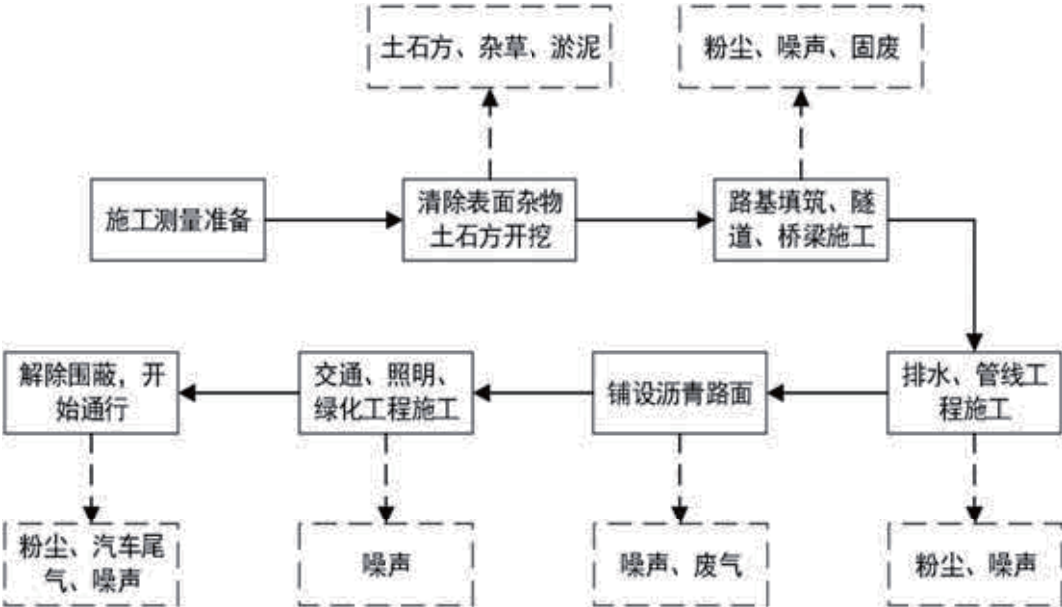 土石方、杂草、淤泥
粉尘、噪声、固废
施工测量准备
清除表面杂物
土石方开挖
路基填筑、隧
道、桥梁施工
解除围蔽，开
始通行
交通、照明、
绿化工程施工
铺设沥青路面
排水、管线工
程施工
粉尘、汽车尾
气、噪声
噪声
噪声、废气
粉尘、噪声